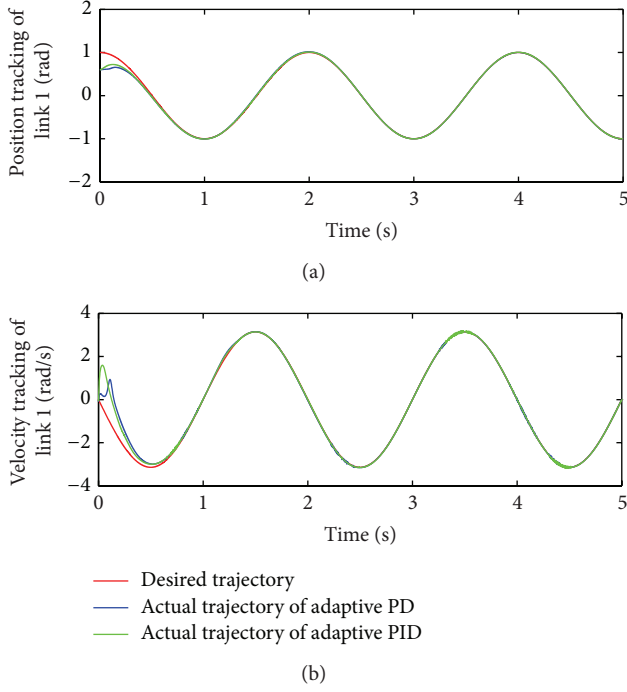 Position tracking of
link 1 (rad)
2
1
0
−1
−2
0 1 2 3 4 5
Time (s)
(a)
Velocity tracking of
link 1 (rad/s)
4
2
0
−2
−4
0 1 2 3 4 5
Time (s)
Desired trajectory
Actual trajectory of adaptive PD
Actual trajectory of adaptive PID
(b)